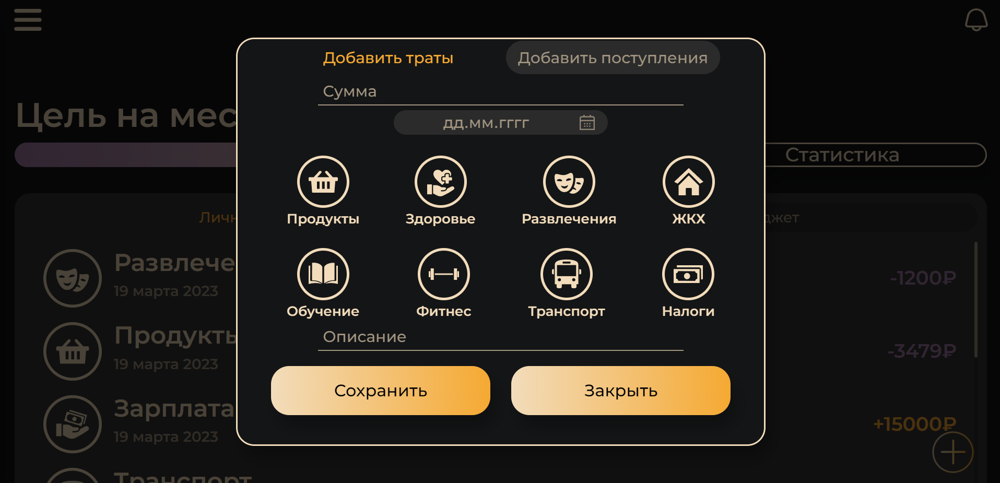 Добавить траты
Добавить поступления
Сумма
дд.мм.гггг
Цель на мес
Статистика
Продукты
Здоровье
Развлечения
ЖКХ
Обучение
Фитнес
Транспорт
Налоги
Описание
Сохранить
Закрыть
Личн
джет
Развлече
19 марта 2023
-1200₽
Продукты
19 марта 2023
-3479₽
Зарплата
19 марта 2023
+15000₽
Транспорт